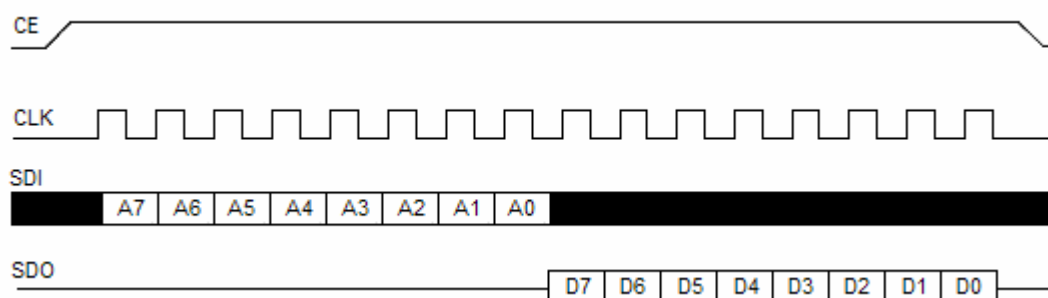 CE
CLK
SDI
A7 A6 A5 A4 A3 A2 A1 A0
SDO
D7 D6 D5 D4 D3 D2 D1 D0